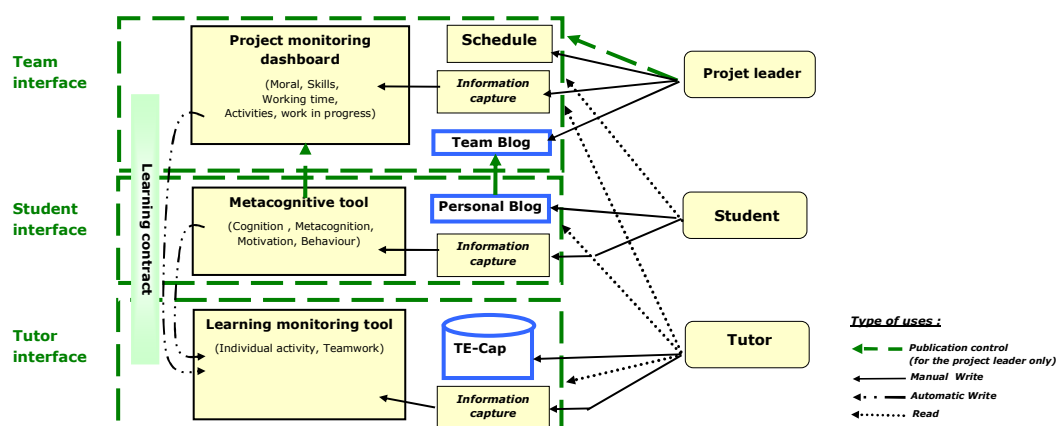 Team
interface
Project monitoring
dashboard
(Moral, Skills,
Working time,
Activities, work in progress)
Schedule
Information
capture
Team Blog
Projet leader
Learning contract
Student
interface
Metacognitive tool
(Cognition , Metacognition,
Motivation, Behaviour)
Personal Blog
Information
capture
Student
Tutor
interface
Learning monitoring tool
(Individual activity, Teamwork)
TE-Cap
Information
capture
Tutor
Type of uses :
Publication control
(for the project leader only)
Manual Write
Automatic Write
Read